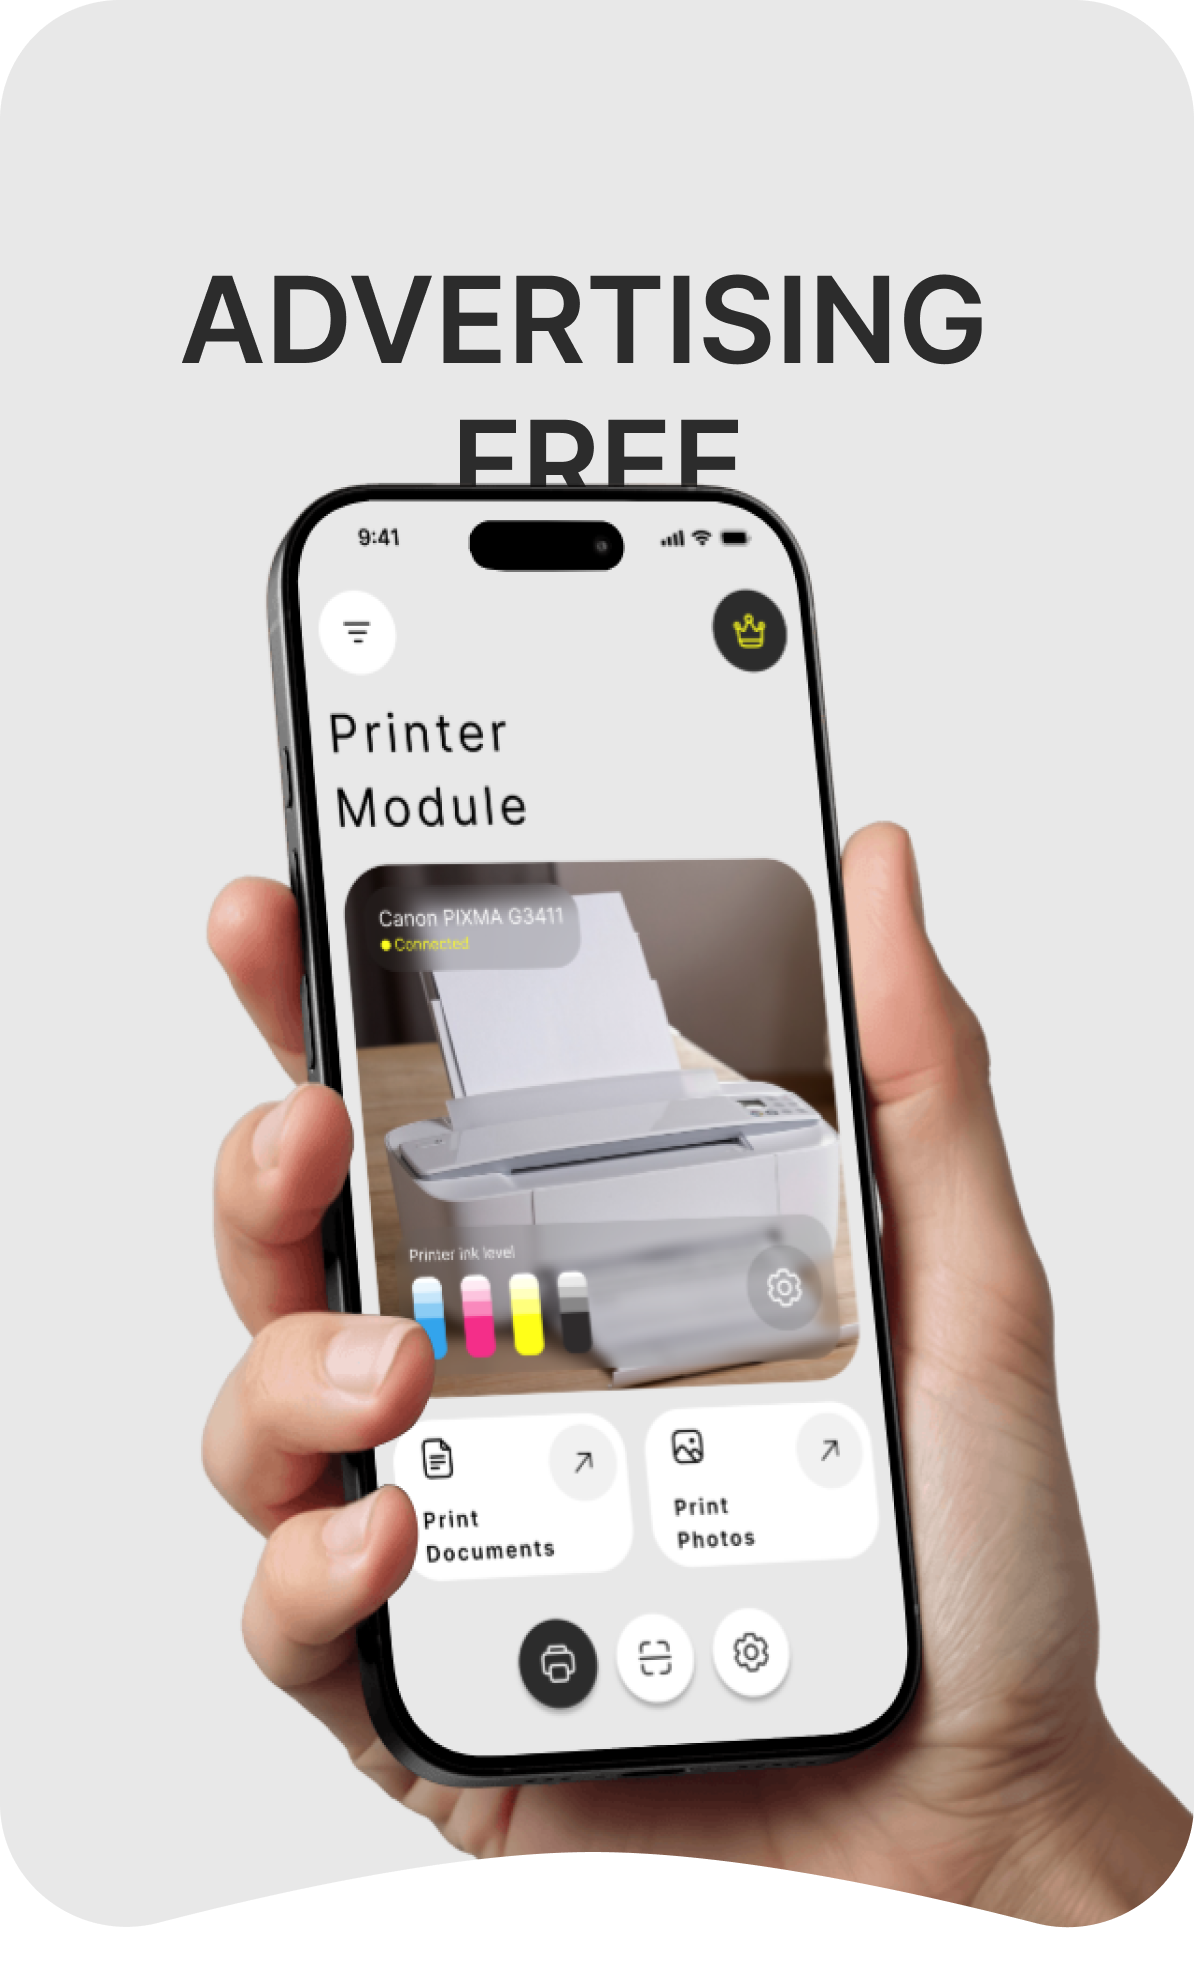 ADVERTISING
FREE
9:41
Printer
Module
Canon PIXMA G3411
Connected
Printer ink level
Print
Documents
Print
Photos